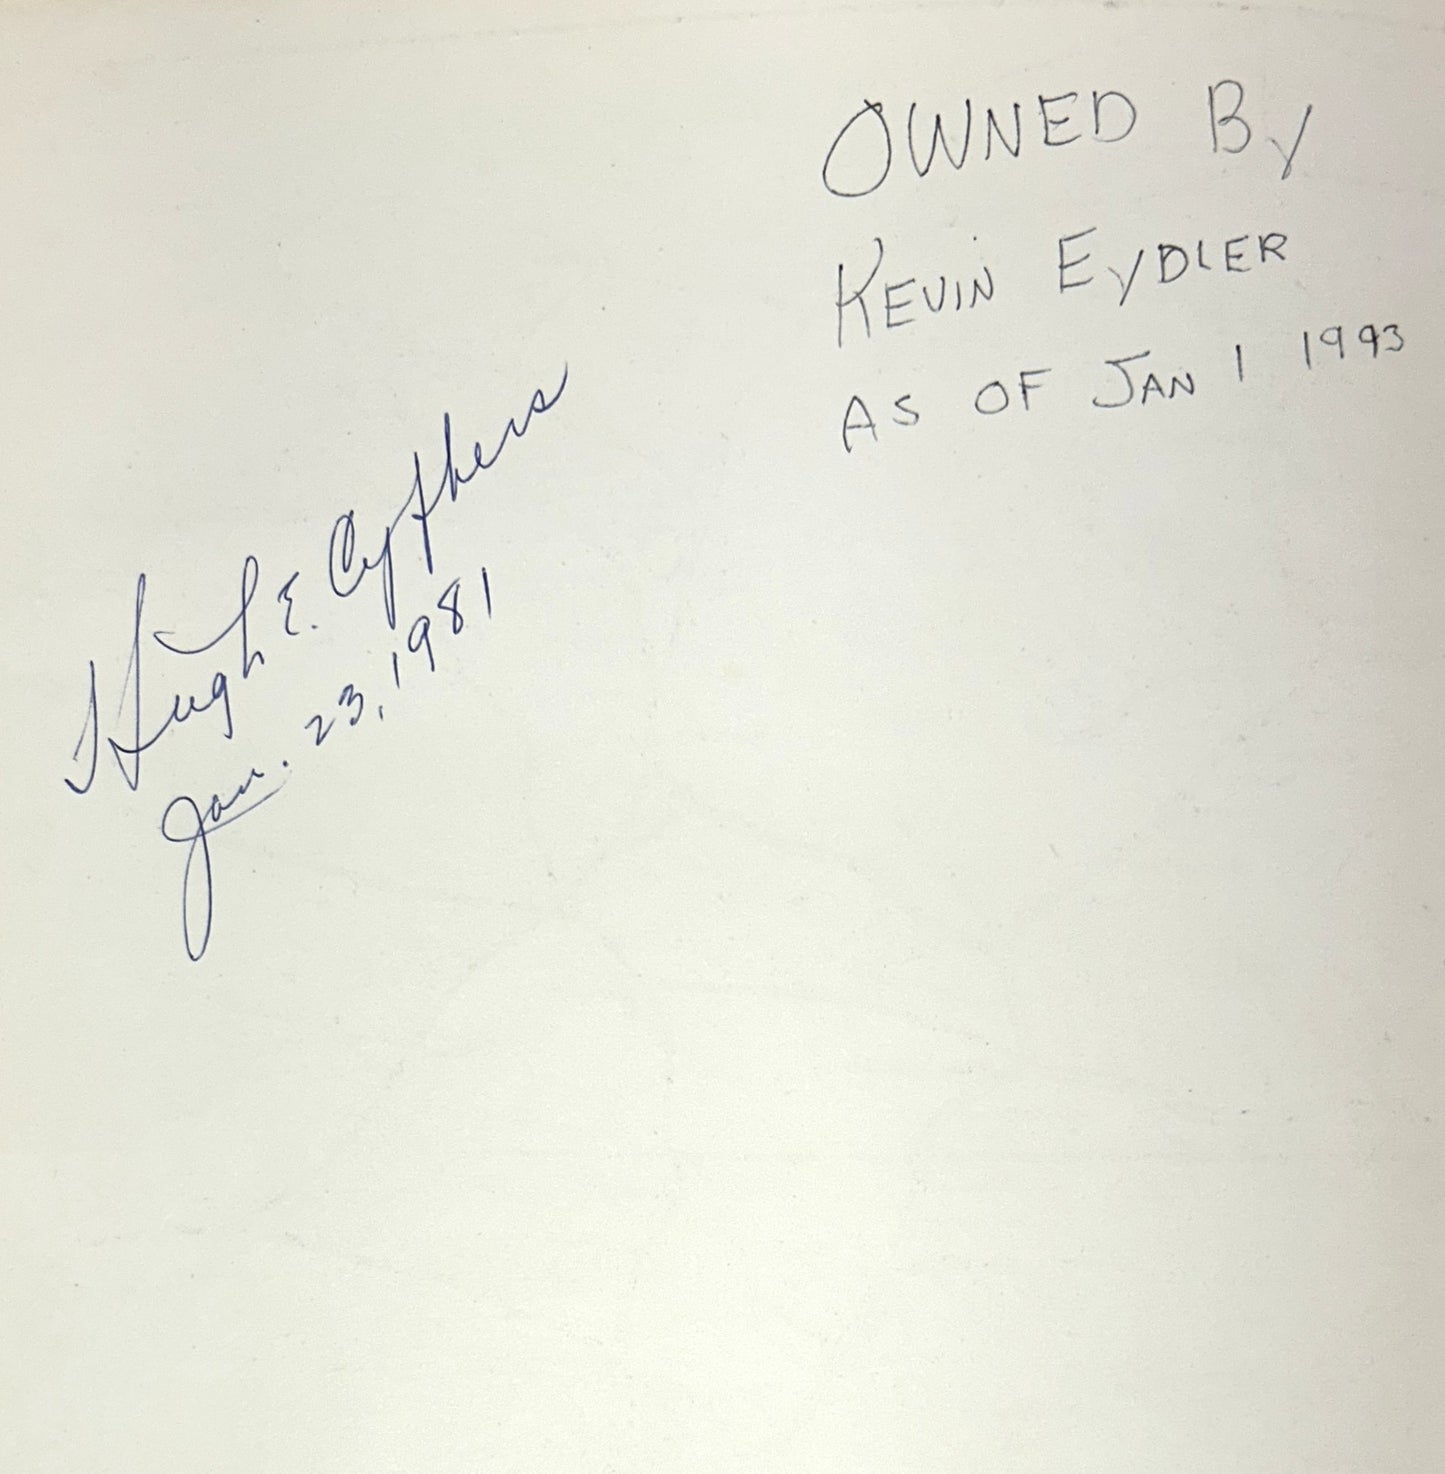 OWNED By
KEVIN EyDLER
AS OF JAN 1 1993
Hugh E. Cyphers
Jan. 23, 1981